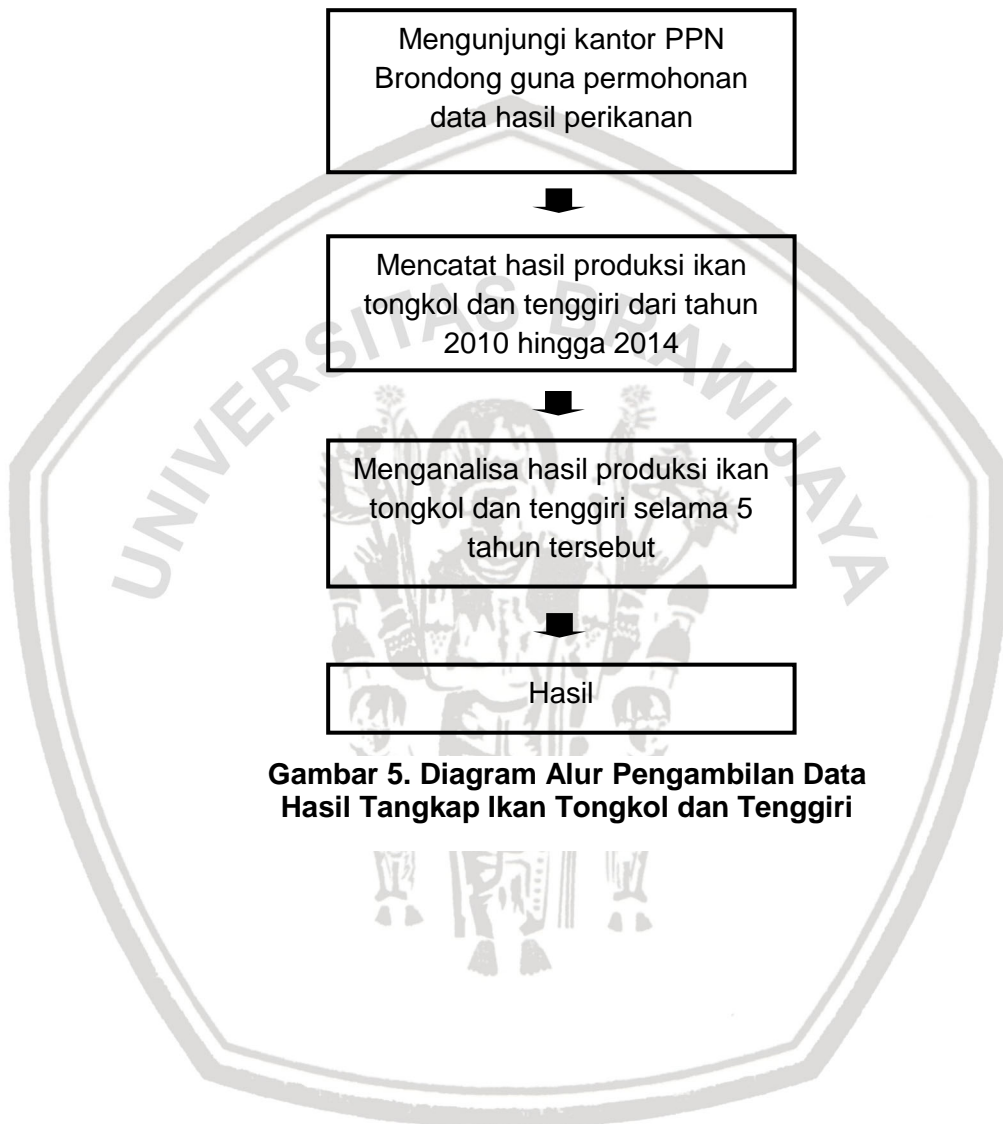 Mengunjungi kantor PPN
Brondong guna permohonan
data hasil perikanan
Mencatat hasil produksi ikan
tongkol dan tenggiri dari tahun
2010 hingga 2014
Menganalisa hasil produksi ikan
tongkol dan tenggiri selama 5
tahun tersebut
Hasil
Gambar 5. Diagram Alur Pengambilan Data
Hasil Tangkap Ikan Tongkol dan Tenggiri
UNIVERSITAS BRAWIJAYA